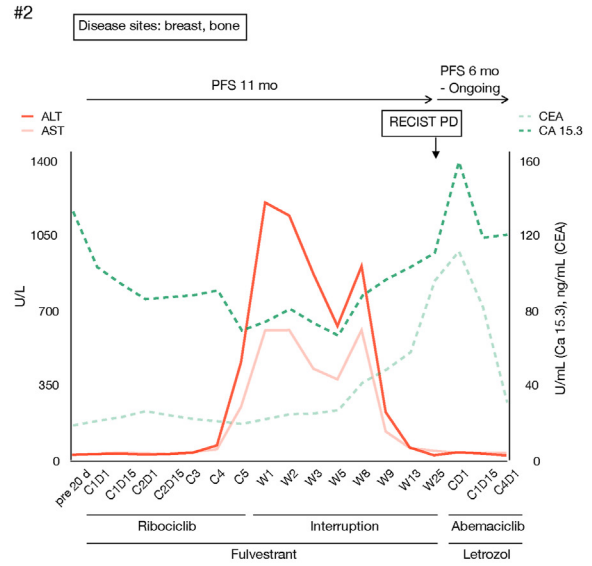 #2
Disease sites: breast, bone
PFS 11 mo
PFS 6 mo
- Ongoing
RECIST PD
ALT
AST
CEA
CA 15.3
1400
1050
700
350
0
U/L
160
120
80
40
0
U/mL (Ca 15.3), ng/mL (CEA)
pre 20 d
C1D1
C1D15
C2D1
C2D15
C3
C4
C5
W1
W2
W3
W5
W8
W9
W13
W25
CD1
C1D15
C4D1
Ribociclib
Interruption
Abemaciclib
Fulvestrant
Letrozol